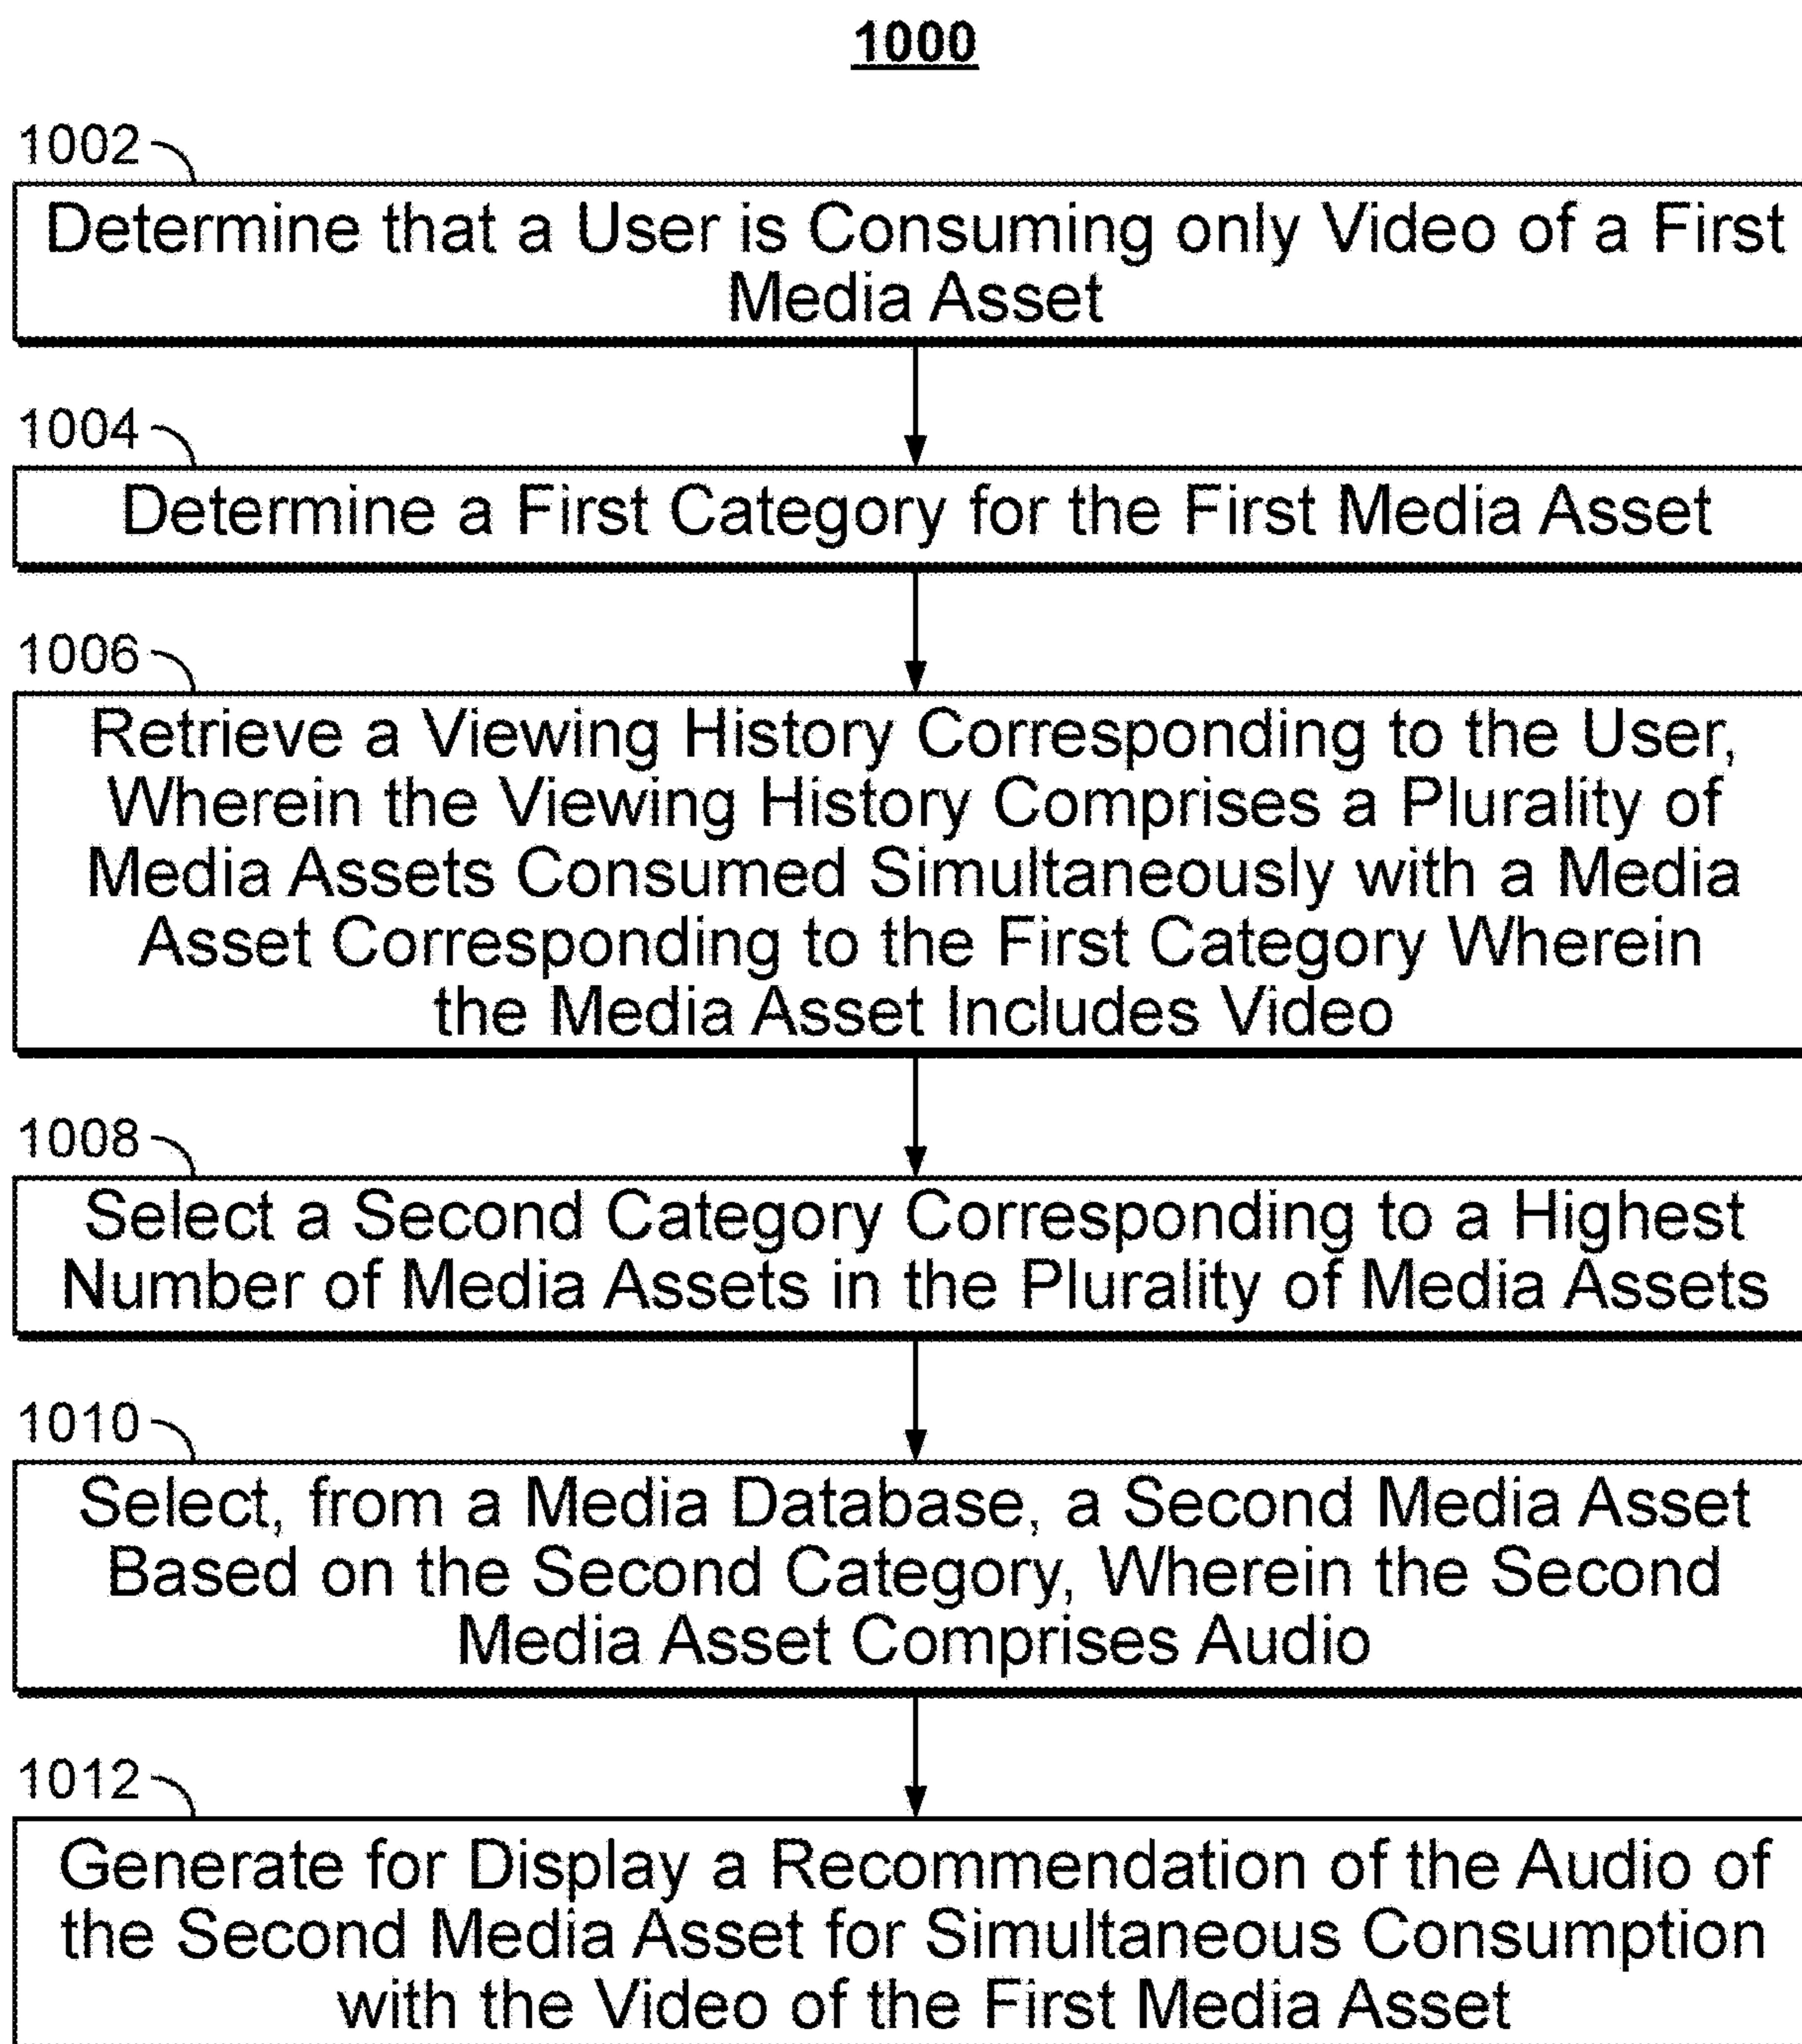 1000
1002
Determine that a User is Consuming only Video of a First
Media Asset
1004
Determine a First Category for the First Media Asset
1006
Retrieve a Viewing History Corresponding to the User,
Wherein the Viewing History Comprises a Plurality of
Media Assets Consumed Simultaneously with a Media
Asset Corresponding to the First Category Wherein
the Media Asset Includes Video
1008
Select a Second Category Corresponding to a Highest
Number of Media Assets in the Plurality of Media Assets
1010
Select, from a Media Database, a Second Media Asset
Based on the Second Category, Wherein the Second
Media Asset Comprises Audio
1012
Generate for Display a Recommendation of the Audio of
the Second Media Asset for Simultaneous Consumption
with the Video of the First Media Asset